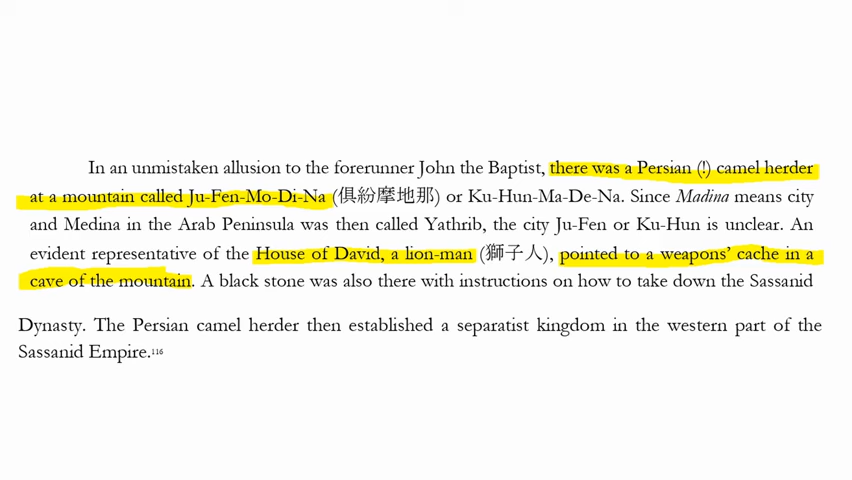 In an unmistaken allusion to the forerunner John the Baptist, there was a Persian (!) camel herder
at a mountain called Ju-Fen-Mo-Di-Na (俱紛摩地那) or Ku-Hun-Ma-De-Na. Since Madina means city
and Medina in the Arab Peninsula was then called Yathrib, the city Ju-Fen or Ku-Hun is unclear. An
evident representative of the House of David, a lion-man (獅子人), pointed to a weapons’ cache in a
cave of the mountain. A black stone was also there with instructions on how to take down the Sassanid
Dynasty. The Persian camel herder then established a separatist kingdom in the western part of the
Sassanid Empire.116